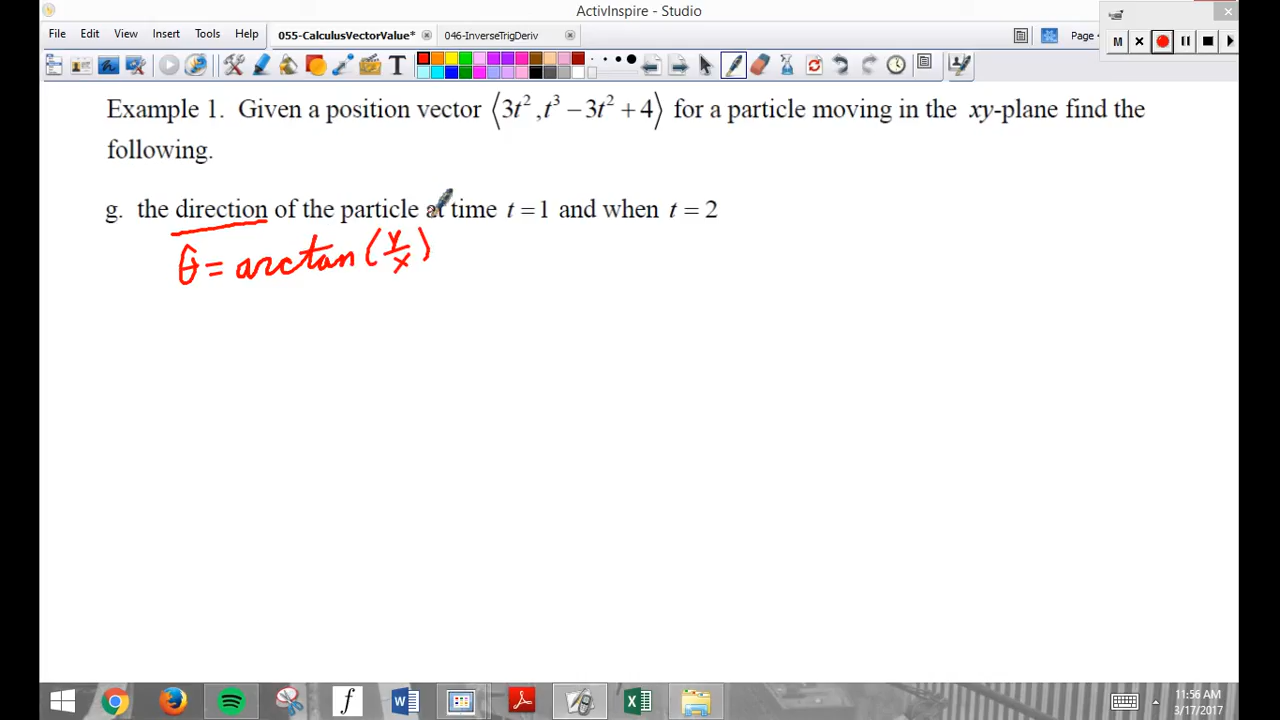 ActivInspire - Studio
File Edit View Insert Tools Help
055-CalculusVectorValue*
046-InverseTrigDeriv
Page
M
T
Example 1. Given a position vector ⟨3t², t³ − 3t² + 4⟩ for a particle moving in the xy-plane find the
following.
g. the direction of the particle at time t = 1 and when t = 2
θ = arctan(y/x)
11:56 AM
3/17/2017